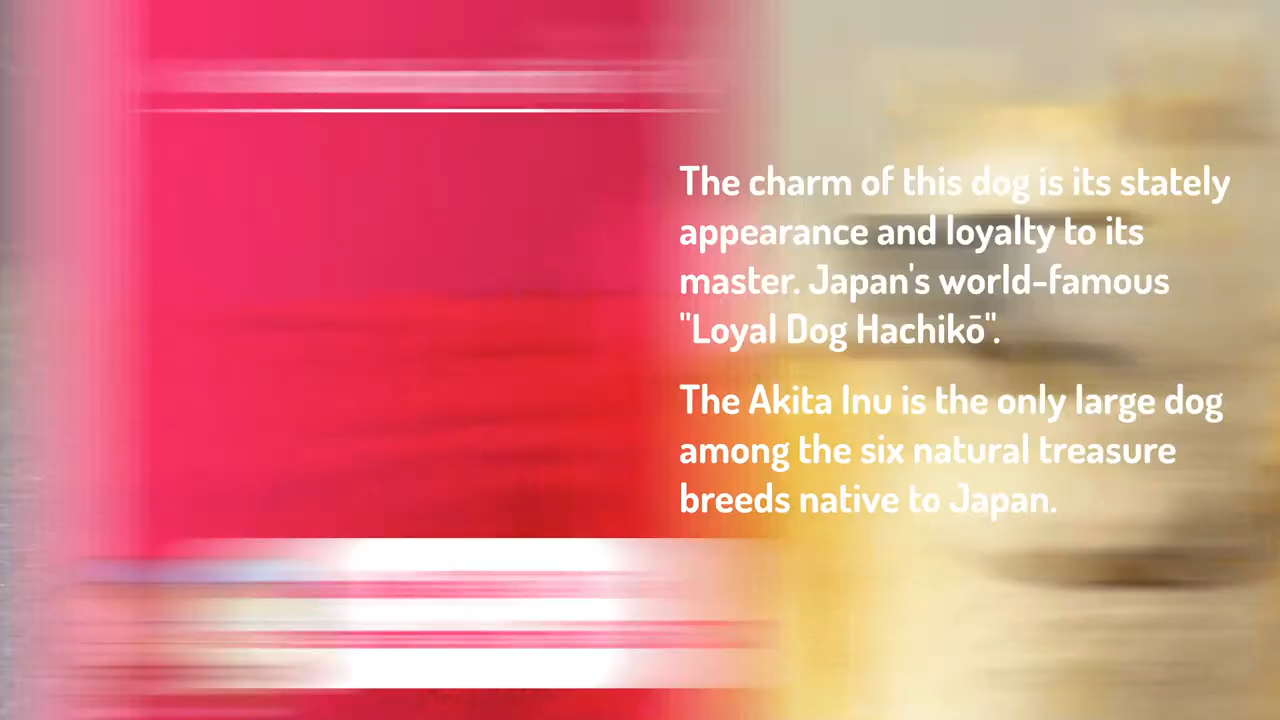 The charm of this dog is its stately
appearance and loyalty to its
master. Japan's world-famous
"Loyal Dog Hachikō".
The Akita Inu is the only large dog
among the six natural treasure
breeds native to Japan.